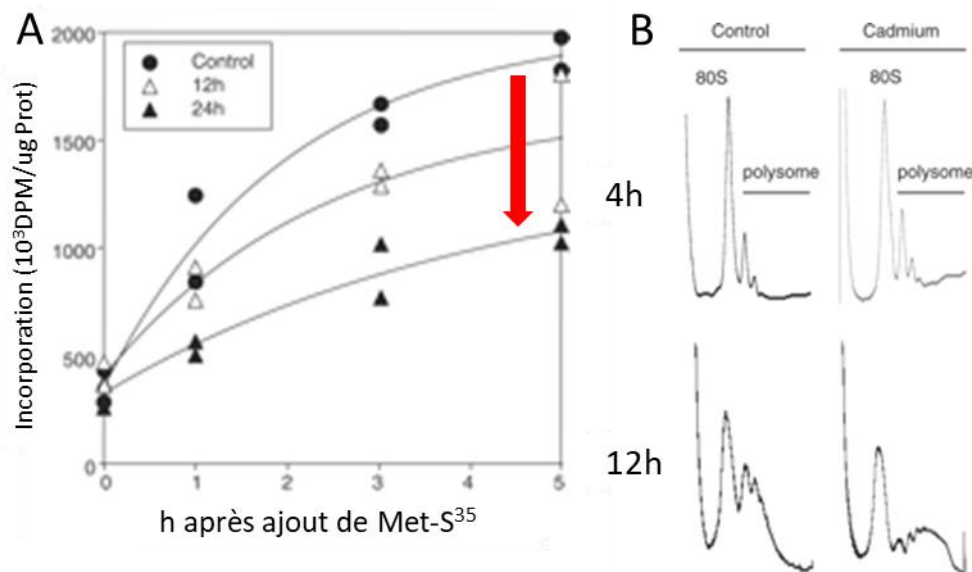 A
Incorporation (10³DPM/ug Prot)
2000
1500
1000
500
0
Control
12h
24h
0
1
2
3
4
5
h après ajout de Met-S³⁵
B
Control
Cadmium
80S
80S
polysome
polysome
4h
12h